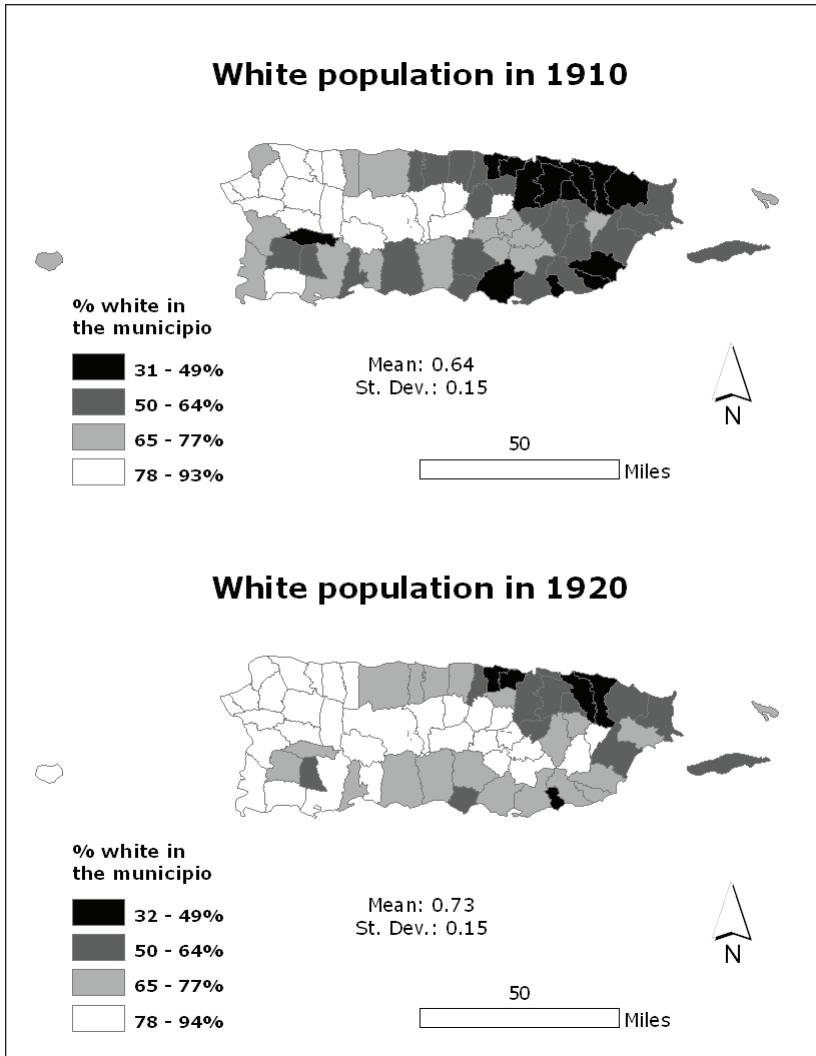 White population in 1910
% white in
the municipio
31 - 49%
50 - 64%
65 - 77%
78 - 93%
Mean: 0.64
St. Dev.: 0.15
N
50
Miles
White population in 1920
% white in
the municipio
32 - 49%
50 - 64%
65 - 77%
78 - 94%
Mean: 0.73
St. Dev.: 0.15
N
50
Miles